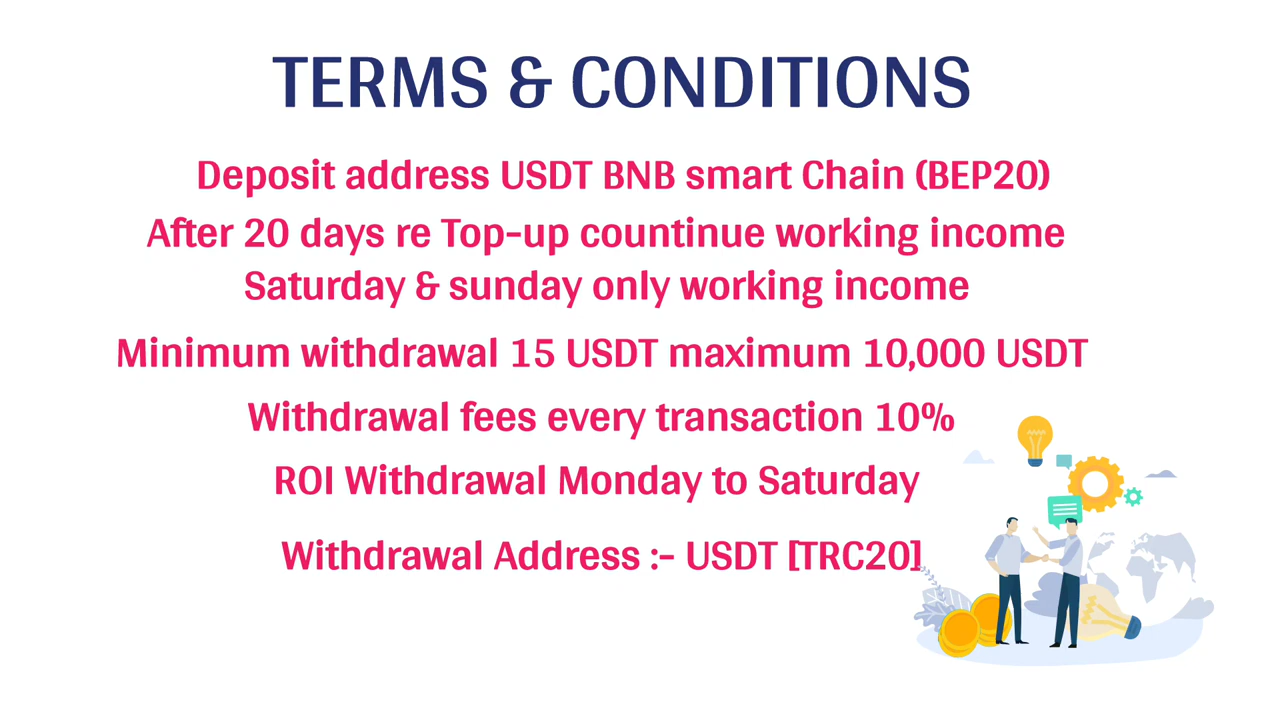 TERMS & CONDITIONS
Deposit address USDT BNB smart Chain (BEP20)
After 20 days re Top-up countinue working income
Saturday & sunday only working income
Minimum withdrawal 15 USDT maximum 10,000 USDT
Withdrawal fees every transaction 10%
ROI Withdrawal Monday to Saturday
Withdrawal Address :- USDT [TRC20]